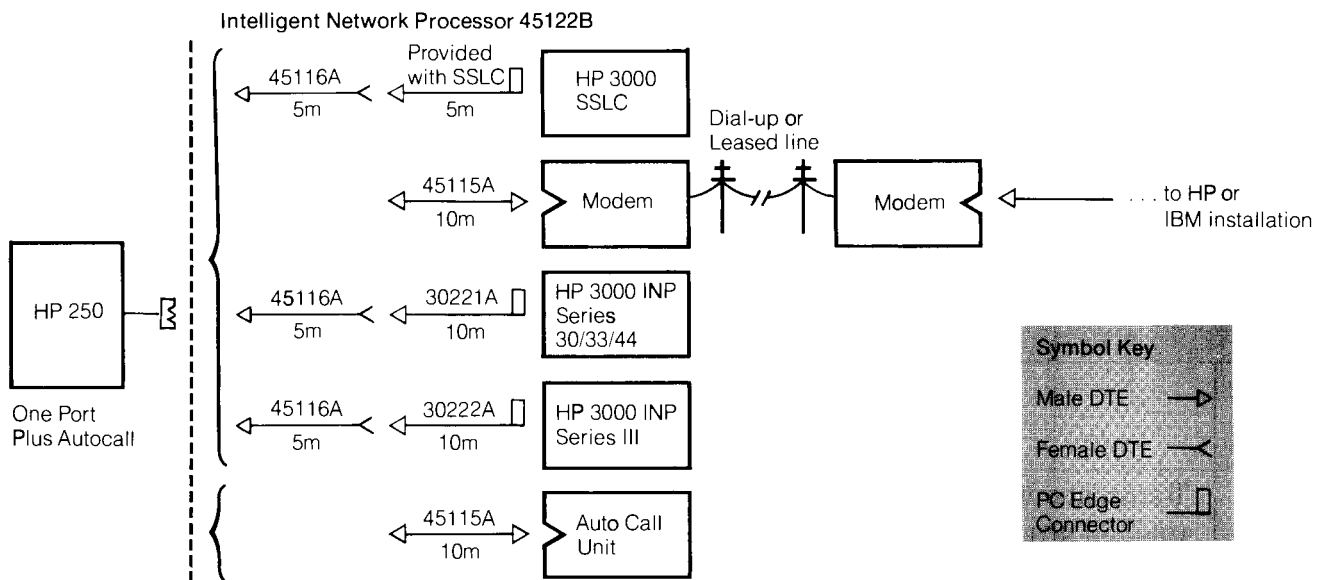 Intelligent Network Processor 45122B
45116A
5m
Provided
with SSLC
5m
HP 3000
SSLC
Dial-up or
Leased line
45115A
10m
Modem
Modem
... to HP or
IBM installation
HP 250
One Port
Plus Autocall
45116A
5m
30221A
10m
HP 3000 INP
Series
30/33/44
45116A
5m
30222A
10m
HP 3000 INP
Series III
45115A
10m
Auto Call
Unit
Symbol Key
Male DTE
Female DTE
PC Edge
Connector